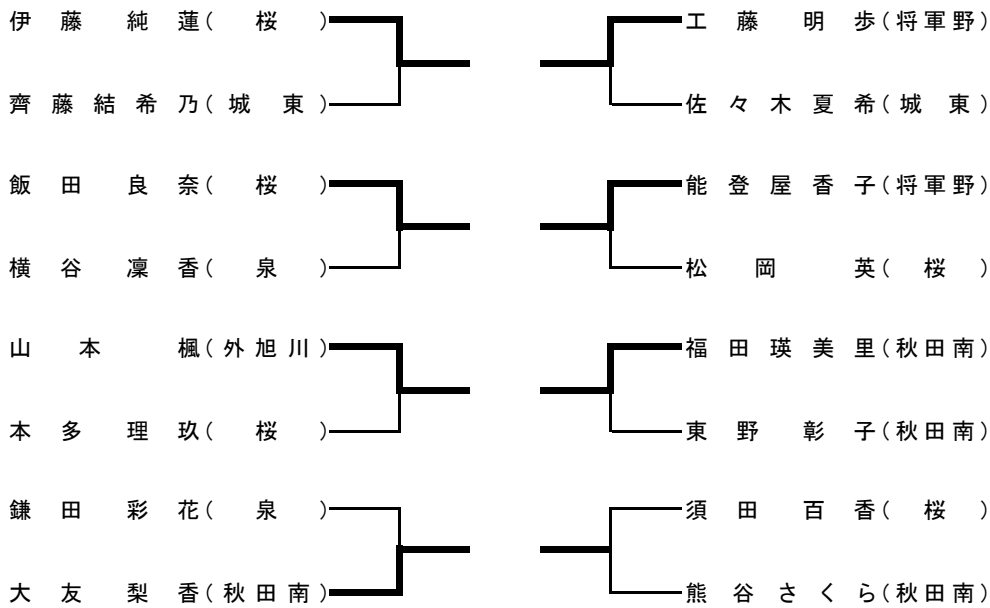 伊藤純蓮(桜)
齊藤結希乃(城東)
飯田良奈(桜)
横谷凜香(泉)
山本楓(外旭川)
本多理玖(桜)
鎌田彩花(泉)
大友梨香(秋田南)
工藤明歩(将軍野)
佐々木夏希(城東)
能登屋香子(将軍野)
松岡英(桜)
福田瑛美里(秋田南)
東野彰子(秋田南)
須田百香(桜)
熊谷さくら(秋田南)